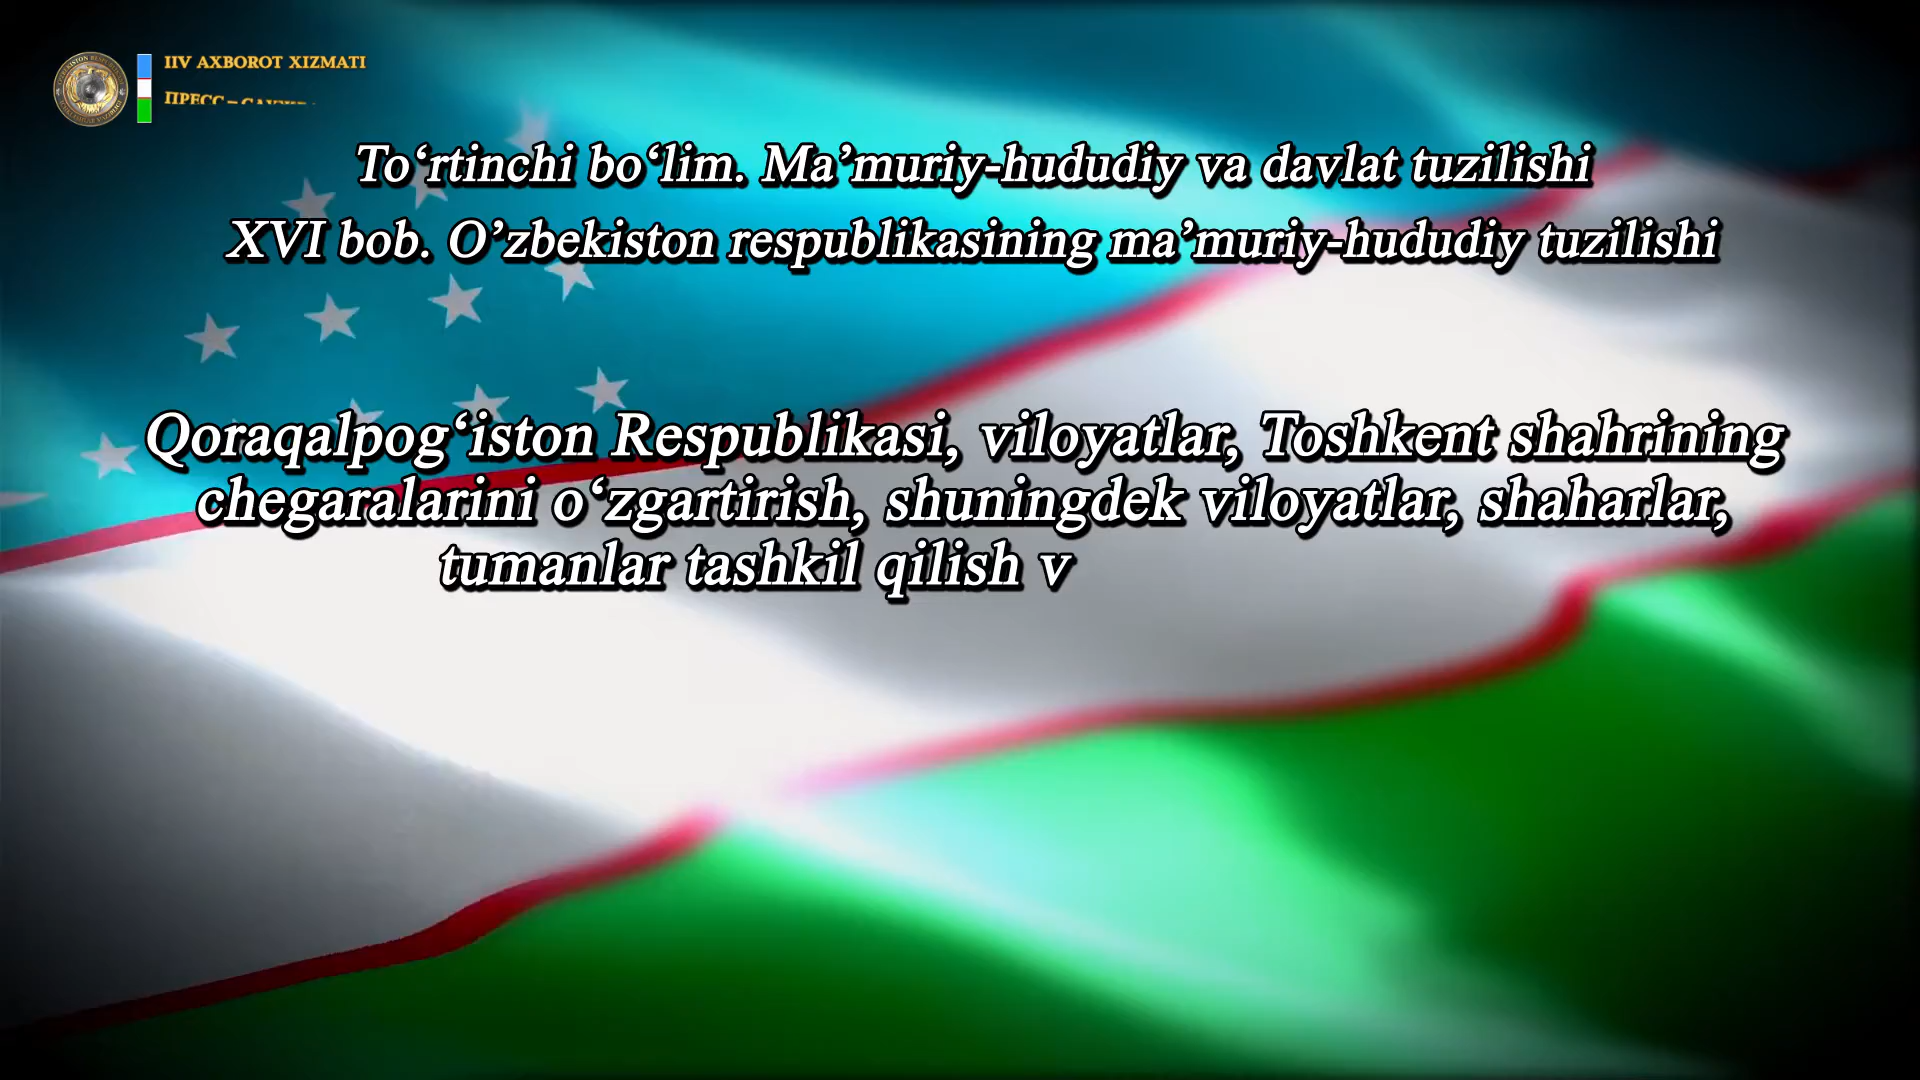 IIV AXBOROT XIZMATI
To‘rtinchi bo‘lim. Ma’muriy-hududiy va davlat tuzilishi
XVI bob. O’zbekiston respublikasining ma’muriy-hududiy tuzilishi
Qoraqalpog‘iston Respublikasi, viloyatlar, Toshkent shahrining
chegaralarini o‘zgartirish, shuningdek viloyatlar, shaharlar,
tumanlar tashkil qilish v